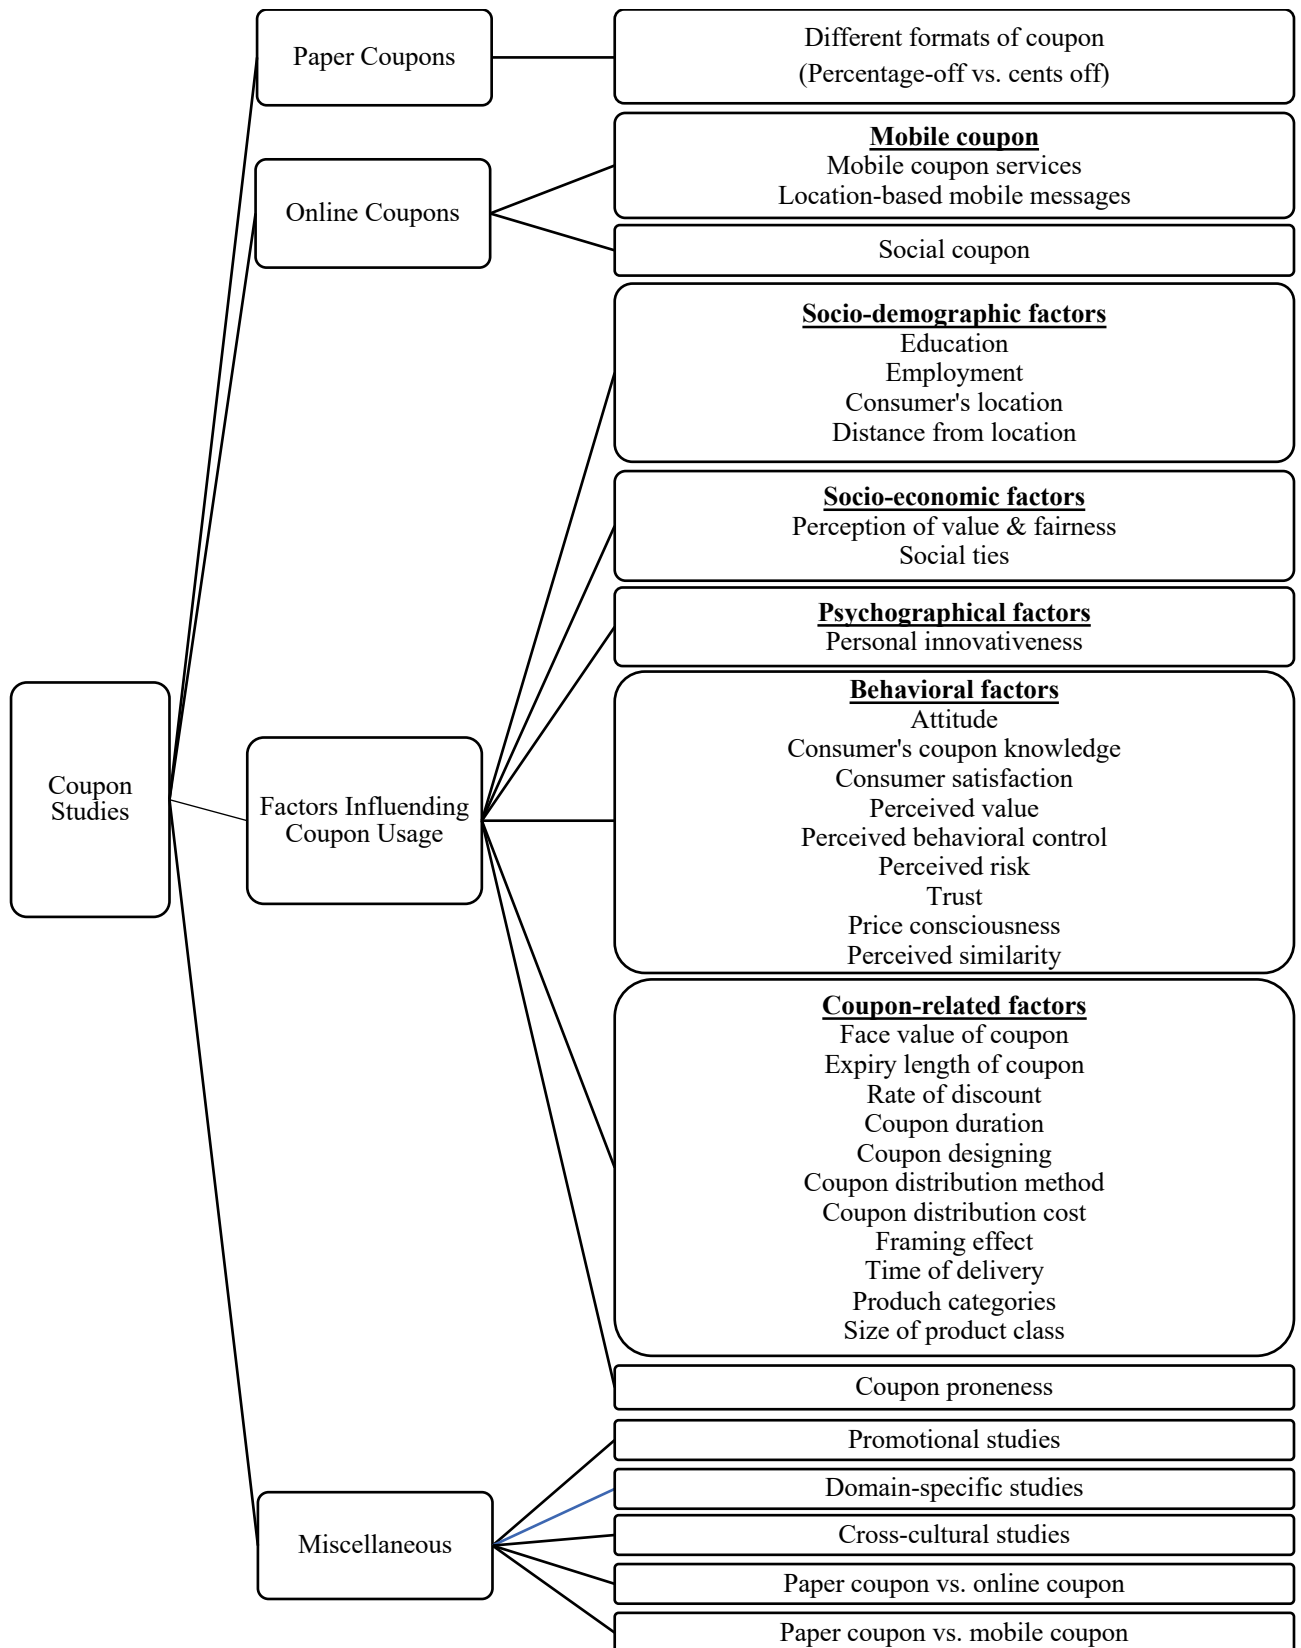 Paper Coupons
Different formats of coupon
(Percentage-off vs. cents off)
Online Coupons
Mobile coupon
Mobile coupon services
Location-based mobile messages
Social coupon
Coupon
Studies
Factors Influending
Coupon Usage
Socio-demographic factors
Education
Employment
Consumer's location
Distance from location
Socio-economic factors
Perception of value & fairness
Social ties
Psychographical factors
Personal innovativeness
Behavioral factors
Attitude
Consumer's coupon knowledge
Consumer satisfaction
Perceived value
Perceived behavioral control
Perceived risk
Trust
Price consciousness
Perceived similarity
Coupon-related factors
Face value of coupon
Expiry length of coupon
Rate of discount
Coupon duration
Coupon designing
Coupon distribution method
Coupon distribution cost
Framing effect
Time of delivery
Produch categories
Size of product class
Coupon proneness
Miscellaneous
Promotional studies
Domain-specific studies
Cross-cultural studies
Paper coupon vs. online coupon
Paper coupon vs. mobile coupon